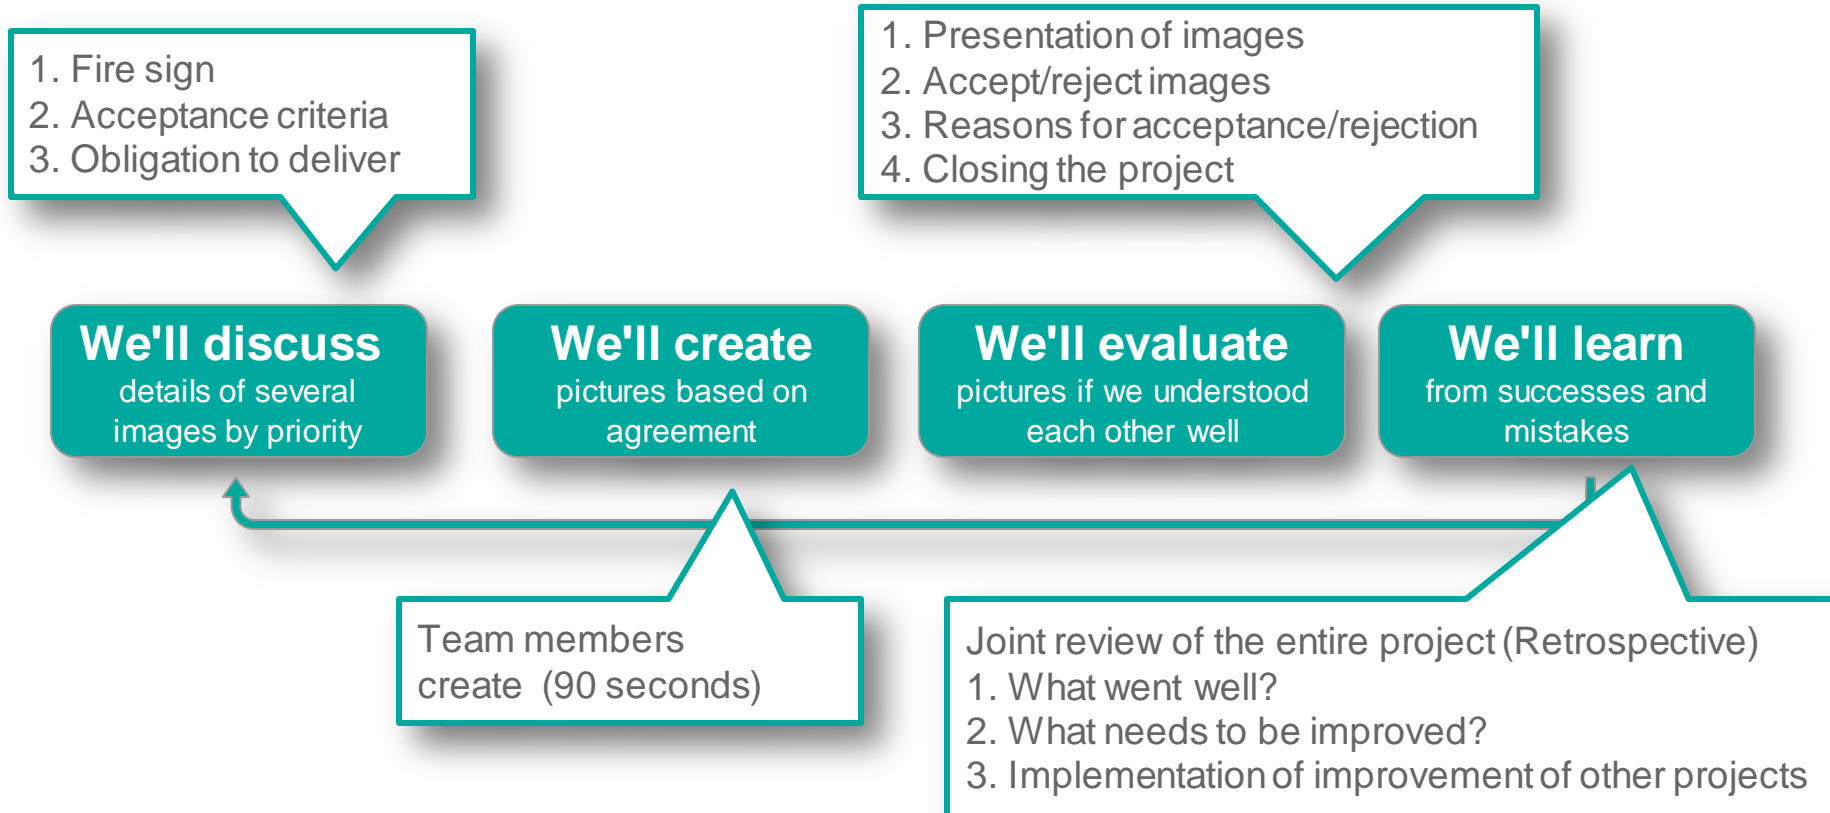 1. Fire sign
2. Acceptance criteria
3. Obligation to deliver
1. Presentation of images
2. Accept/reject images
3. Reasons for acceptance/rejection
4. Closing the project
We'll discuss
details of several
images by priority
We'll create
pictures based on
agreement
We'll evaluate
pictures if we understood
each other well
We'll learn
from successes and
mistakes
Team members
create (90 seconds)
Joint review of the entire project (Retrospective)
1. What went well?
2. What needs to be improved?
3. Implementation of improvement of other projects